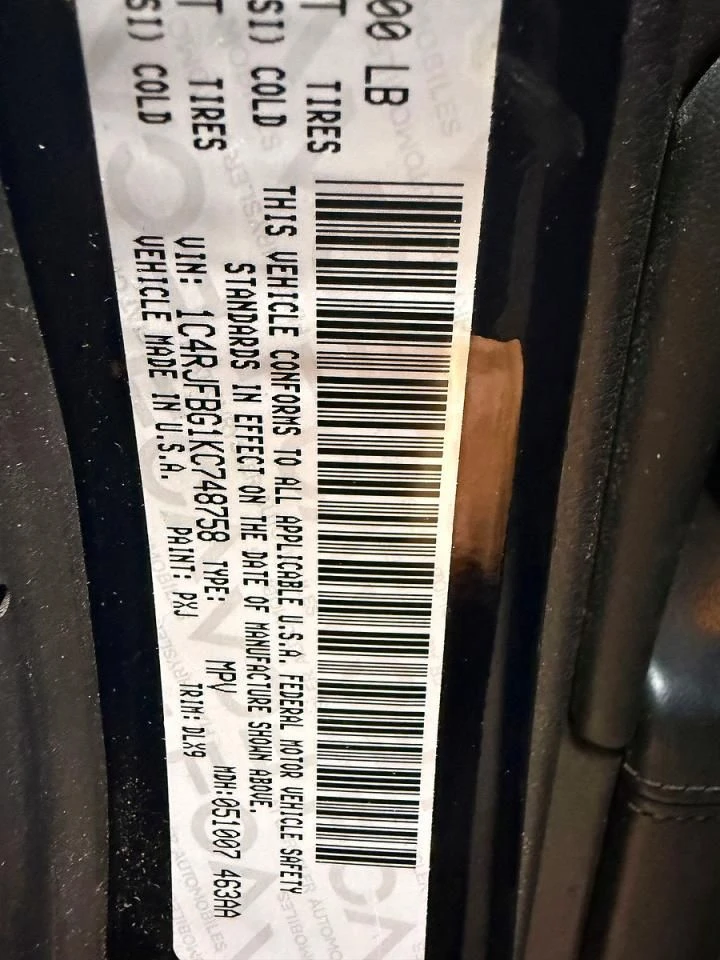 00 LB
T TIRES
SI) COLD
T TIRES
SI) COLD
THIS VEHICLE CONFORMS TO ALL APPLICABLE U.S.A. FEDERAL MOTOR VEHICLE SAFETY
STANDARDS IN EFFECT ON THE DATE OF MANUFACTURE SHOWN ABOVE.
VIN: 1C4RJFBG1KC748758 TYPE: MPV MDH: 051007 463AA
VEHICLE MADE IN U.S.A. PAINT: PXJ TRIM: DLX9